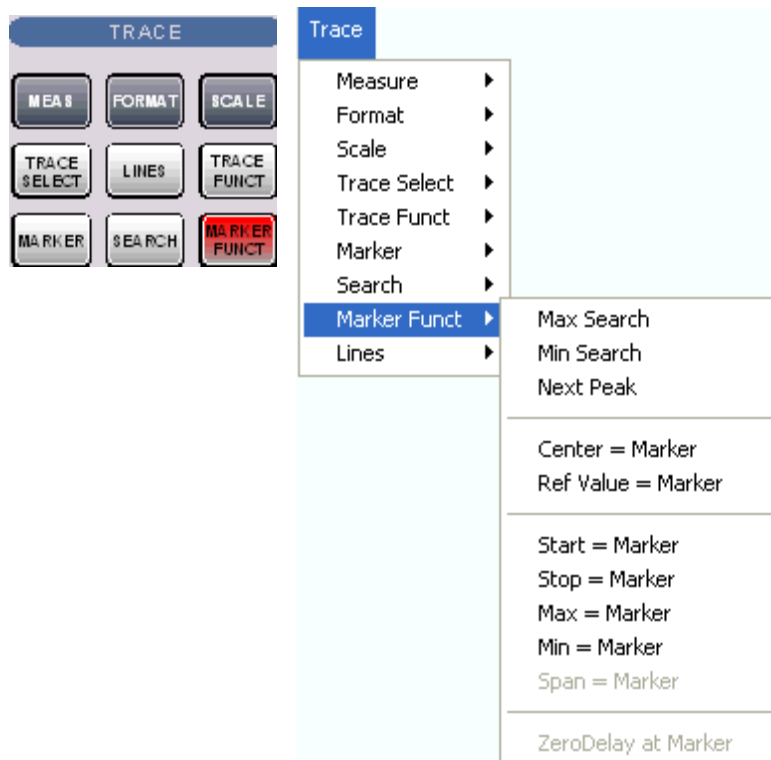 TRACE
MEAS
FORMAT
SCALE
TRACE
SELECT
LINES
TRACE
FUNCT
MARKER
SEARCH
MARKER
FUNCT
Trace
Measure
Format
Scale
Trace Select
Trace Funct
Marker
Search
Marker Funct
Lines
Max Search
Min Search
Next Peak
Center = Marker
Ref Value = Marker
Start = Marker
Stop = Marker
Max = Marker
Min = Marker
Span = Marker
ZeroDelay at Marker